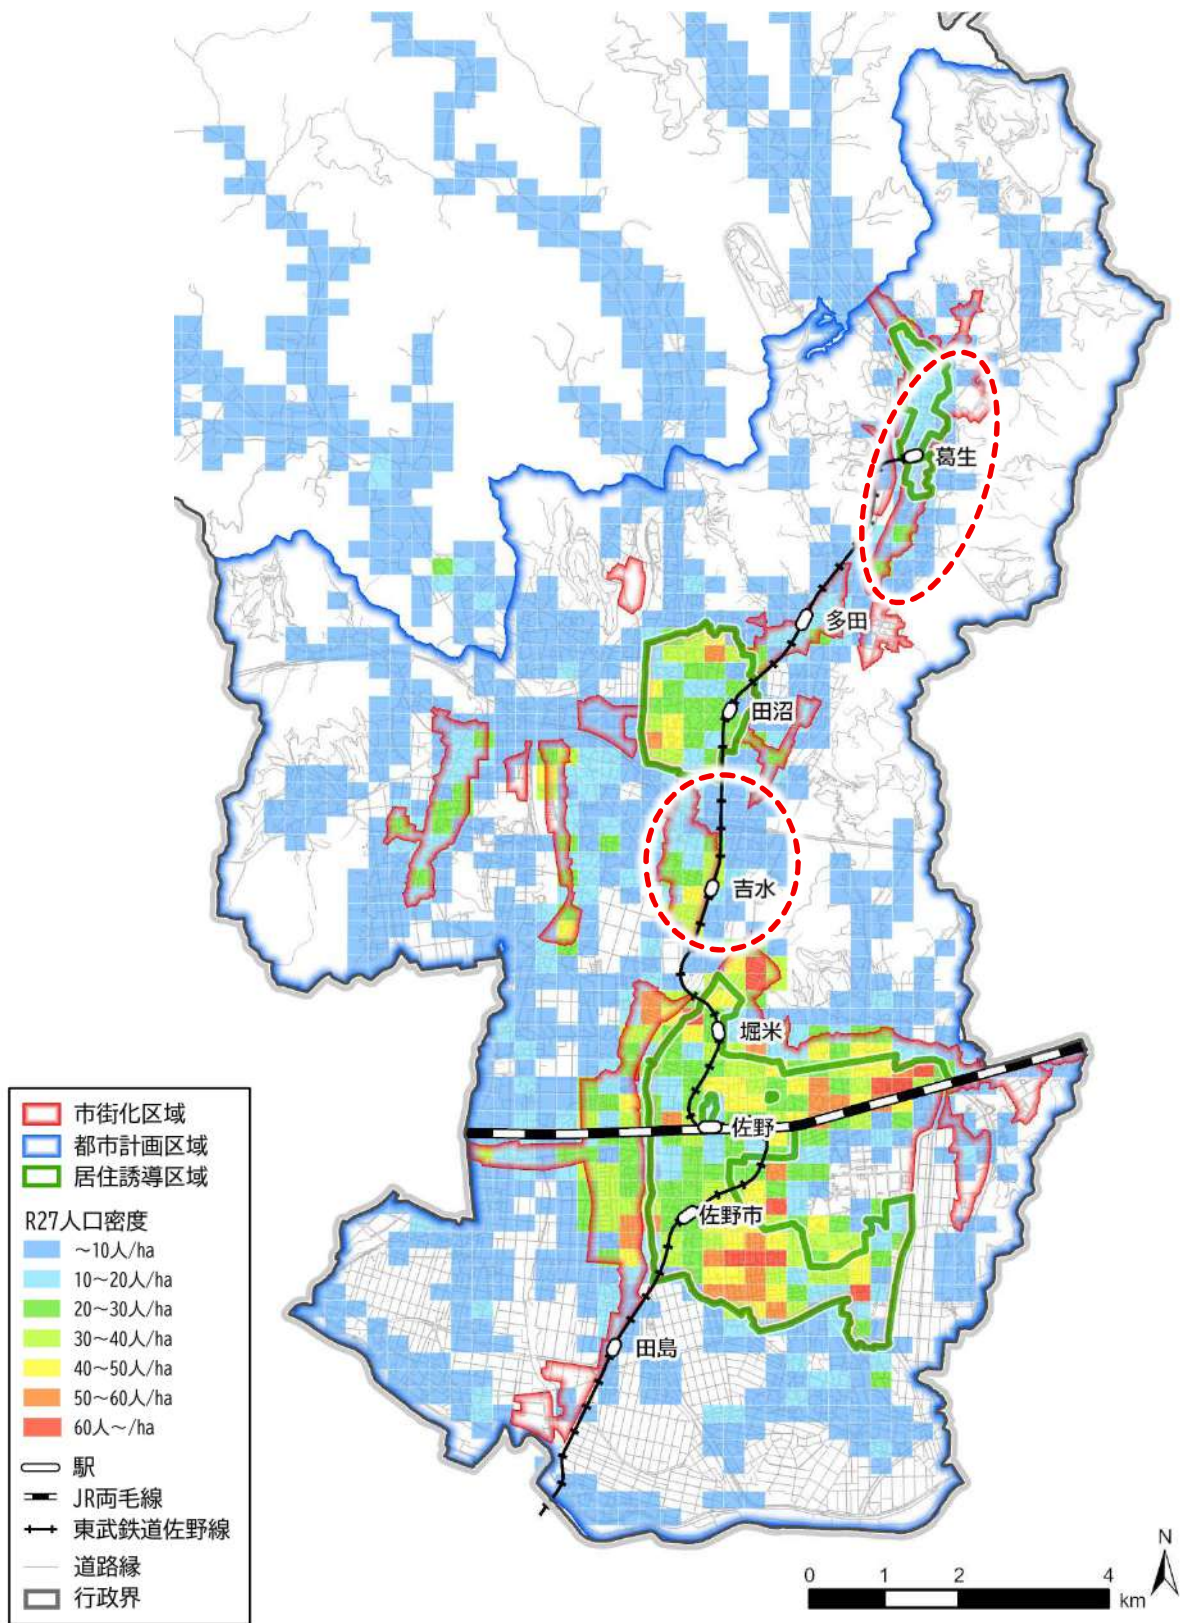 葛生
多田
田沼
吉水
堀米
佐野
佐野市
田島
市街化区域
都市計画区域
居住誘導区域
R27人口密度
～10人/ha
10～20人/ha
20～30人/ha
30～40人/ha
40～50人/ha
50～60人/ha
60人～/ha
駅
JR両毛線
東武鉄道佐野線
道路縁
行政界
N
0 1 2 4
km